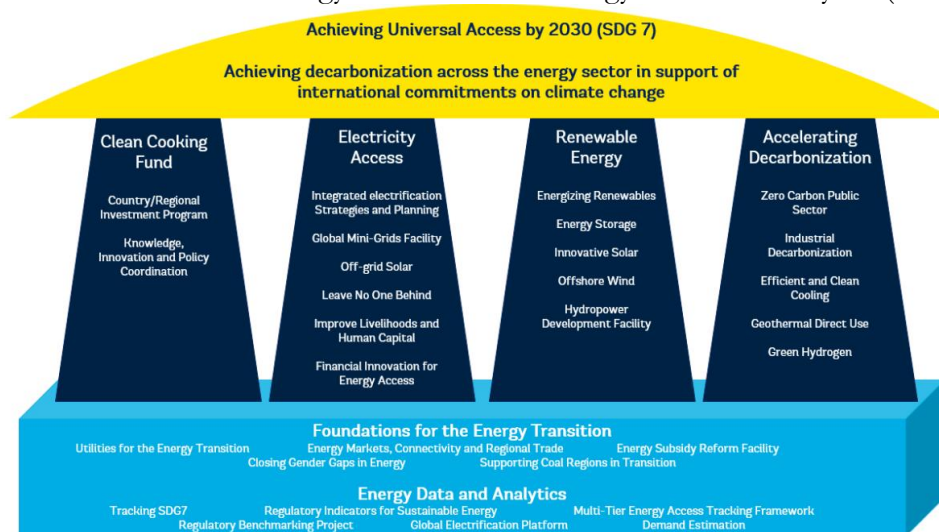 Achieving Universal Access by 2030 (SDG 7)
Achieving decarbonization across the energy sector in support of
international commitments on climate change
Clean Cooking
Fund
Country/Regional
Investment Program
Knowledge,
Innovation and Policy
Coordination
Electricity
Access
Integrated electrification
Strategies and Planning
Global Mini-Grids Facility
Off-grid Solar
Leave No One Behind
Improve Livelihoods and
Human Capital
Financial Innovation for
Energy Access
Renewable
Energy
Energizing Renewables
Energy Storage
Innovative Solar
Offshore Wind
Hydropower
Development Facility
Accelerating
Decarbonization
Zero Carbon Public
Sector
Industrial
Decarbonization
Efficient and Clean
Cooling
Geothermal Direct Use
Green Hydrogen
Foundations for the Energy Transition
Utilities for the Energy Transition Energy Markets, Connectivity and Regional Trade Energy Subsidy Reform Facility
Closing Gender Gaps in Energy Supporting Coal Regions in Transition
Energy Data and Analytics
Tracking SDG7 Regulatory Indicators for Sustainable Energy Multi-Tier Energy Access Tracking Framework
Regulatory Benchmarking Project Global Electrification Platform Demand Estimation